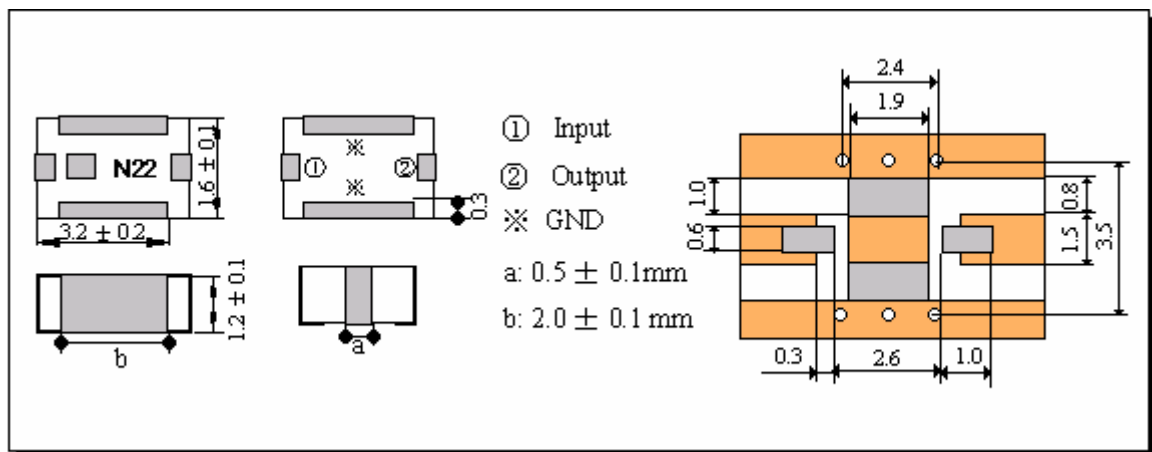 N22
1.6 ± 0.1
3.2 ± 0.2
1.2 ± 0.1
b
① ②
※
※
0.3
a
① Input
② Output
※ GND
a: 0.5 ± 0.1mm
b: 2.0 ± 0.1 mm
2.4
1.9
1.0
0.6
0.8
1.5
3.5
0.3
2.6
1.0